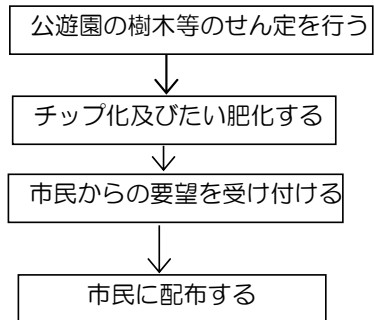 公遊園の樹木等のせん定を行う
チップ化及びたい肥化する
市民からの要望を受け付ける
市民に配布する